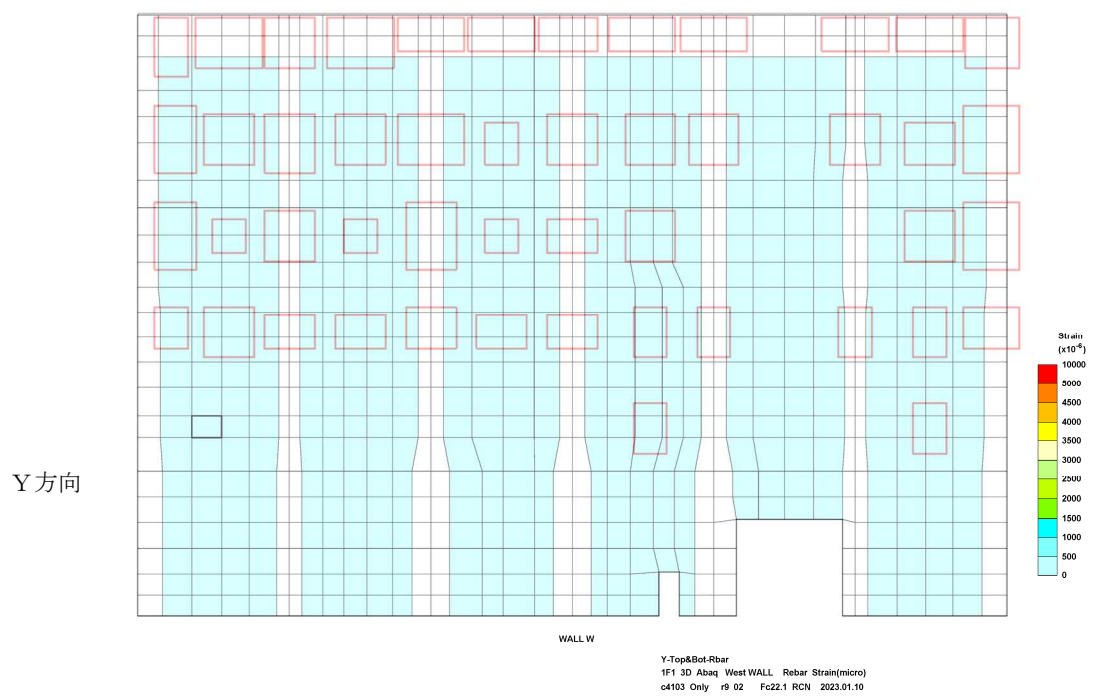 Strain
(x10-6)
10000
5000
4500
4000
3500
3000
2500
2000
1500
1000
500
0
Y方向
WALL W
Y-Top&Bot-Rbar
1F1 3D Abaq West WALL Rebar Strain(micro)
c4103 Only r9 02 Fc22.1 RCN 2023.01.10